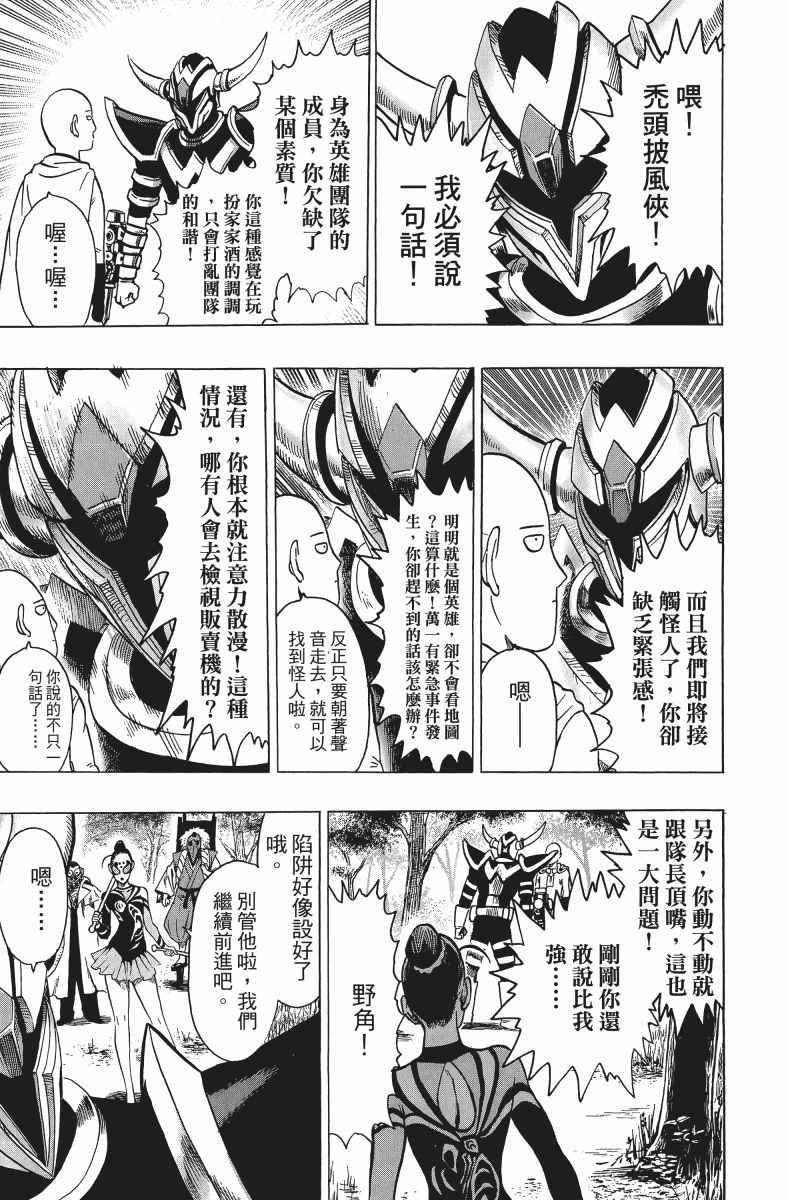 喂！
禿頭披風俠！
我必須說
一句話！
身為英雄團隊的
成員，你欠缺了
某個素質！
你這種感覺在玩
扮家家酒的調調
，只會打亂團隊
的和諧！
喔，喔
……
而且我們即將接
觸怪人了，你卻
缺乏緊張感！
嗯——
明明就是個英雄，卻不會看地圖
？這算什麼！萬一有緊急事件發
生，你卻趕不到的話該怎麼辦？
反正只要朝著聲
音走去，就可以
找到怪人啦。
還有，你根本就注意力散漫！這種
情況，哪有人會去檢視販賣機的？
你說的不只一
句話了……
另外，你動不動就
跟隊長頂嘴，這也
是一大問題！
剛剛你還
敢說比我
強……
野角！
陷阱好像設好了
哦。
別管他啦，我們
繼續前進吧。
嗯……